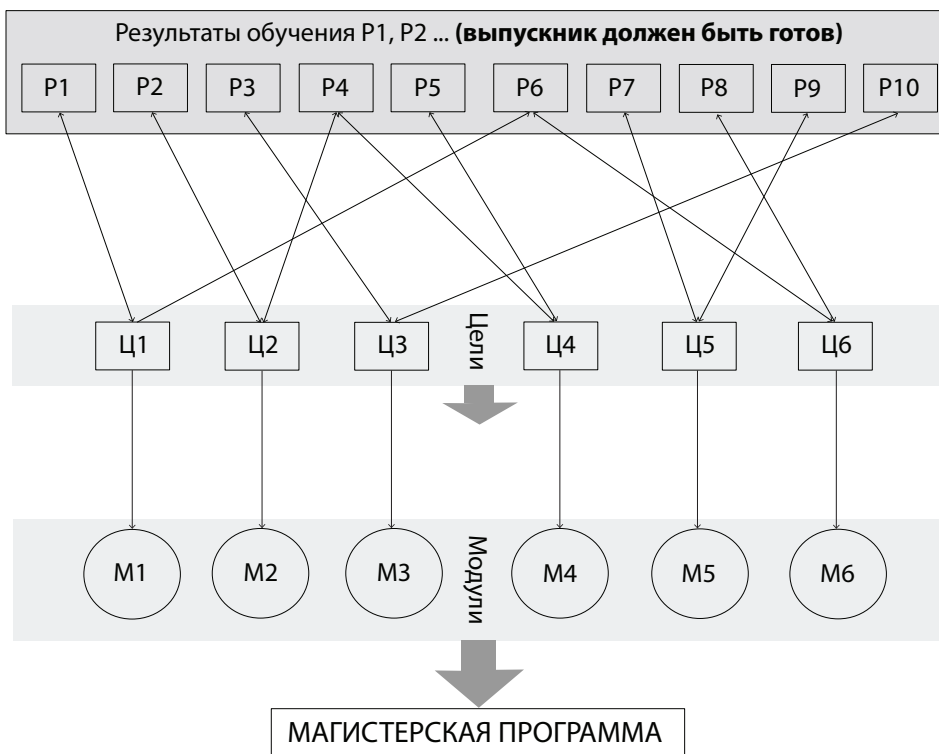 Результаты обучения Р1, Р2 ... (выпускник должен быть готов)
Р1 Р2 Р3 Р4 Р5 Р6 Р7 Р8 Р9 Р10
Ц1 Ц2 Ц3 Цели Ц4 Ц5 Ц6
М1 М2 М3 Модули М4 М5 М6
МАГИСТЕРСКАЯ ПРОГРАММА